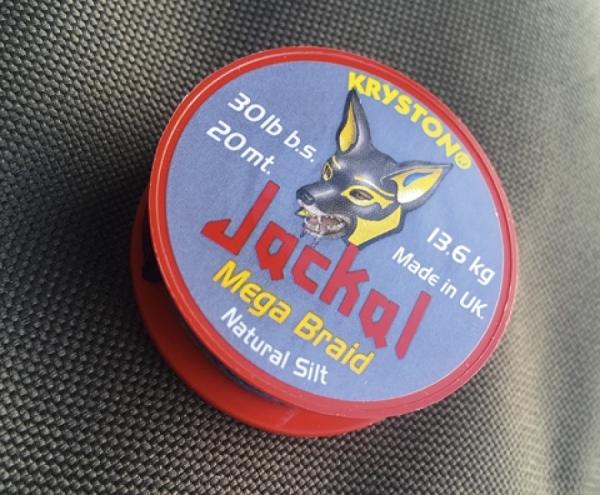 KRYSTON®
30lb b.s.
20mt.
13.6 kg
Made in UK.
Jackal
Mega Braid
Natural Silt